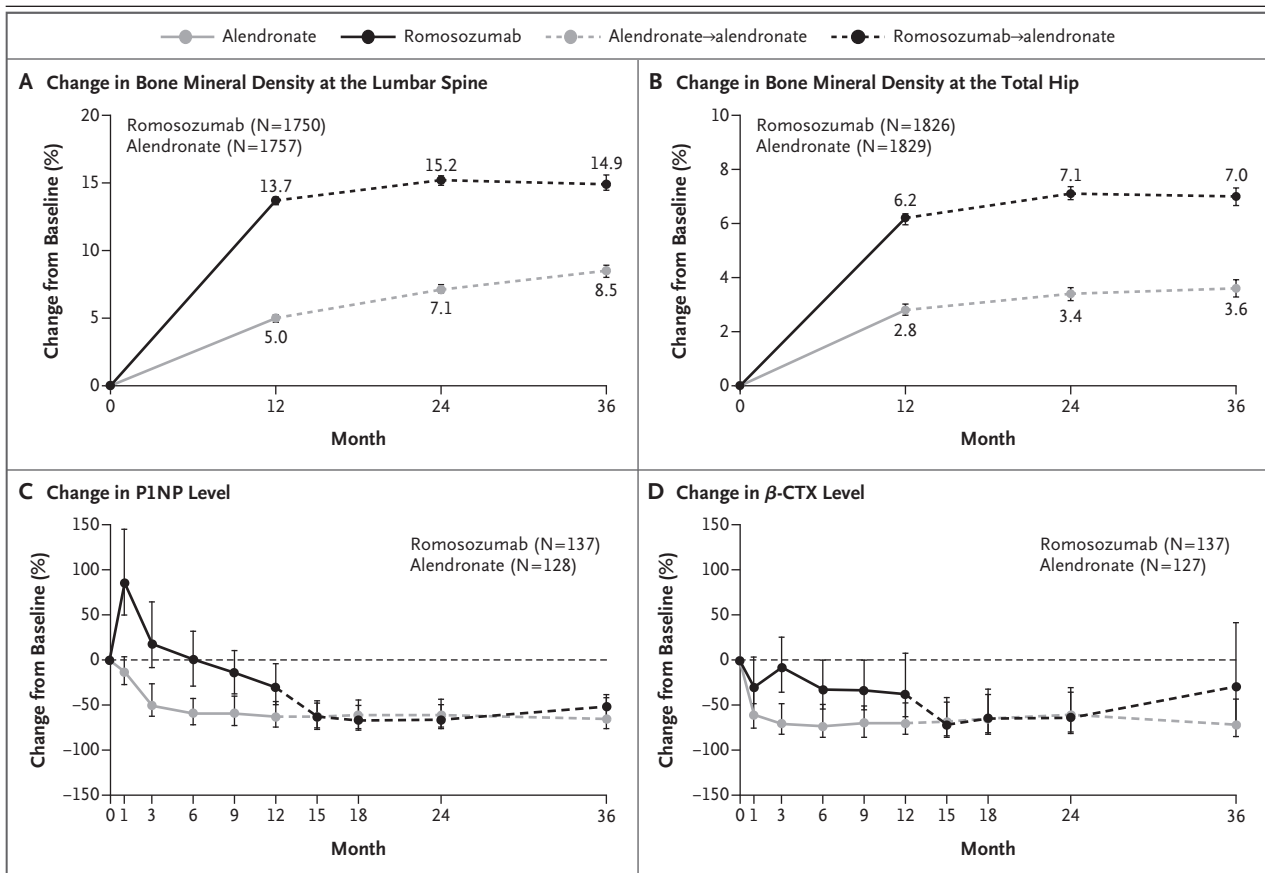 Alendronate Romosozumab Alendronate→alendronate Romosozumab→alendronate
A Change in Bone Mineral Density at the Lumbar Spine
Romosozumab (N=1750)
Alendronate (N=1757)
Change from Baseline (%)
20
15
10
5
0
13.7
15.2
14.9
5.0
7.1
8.5
0 12 24 36
Month
B Change in Bone Mineral Density at the Total Hip
Romosozumab (N=1826)
Alendronate (N=1829)
Change from Baseline (%)
10
8
6
4
2
0
6.2
7.1
7.0
2.8
3.4
3.6
0 12 24 36
Month
C Change in P1NP Level
Romosozumab (N=137)
Alendronate (N=128)
Change from Baseline (%)
150
100
50
0
−50
−100
−150
0 1 3 6 9 12 15 18 24 36
Month
D Change in β-CTX Level
Romosozumab (N=137)
Alendronate (N=127)
Change from Baseline (%)
150
100
50
0
−50
−100
−150
0 1 3 6 9 12 15 18 24 36
Month